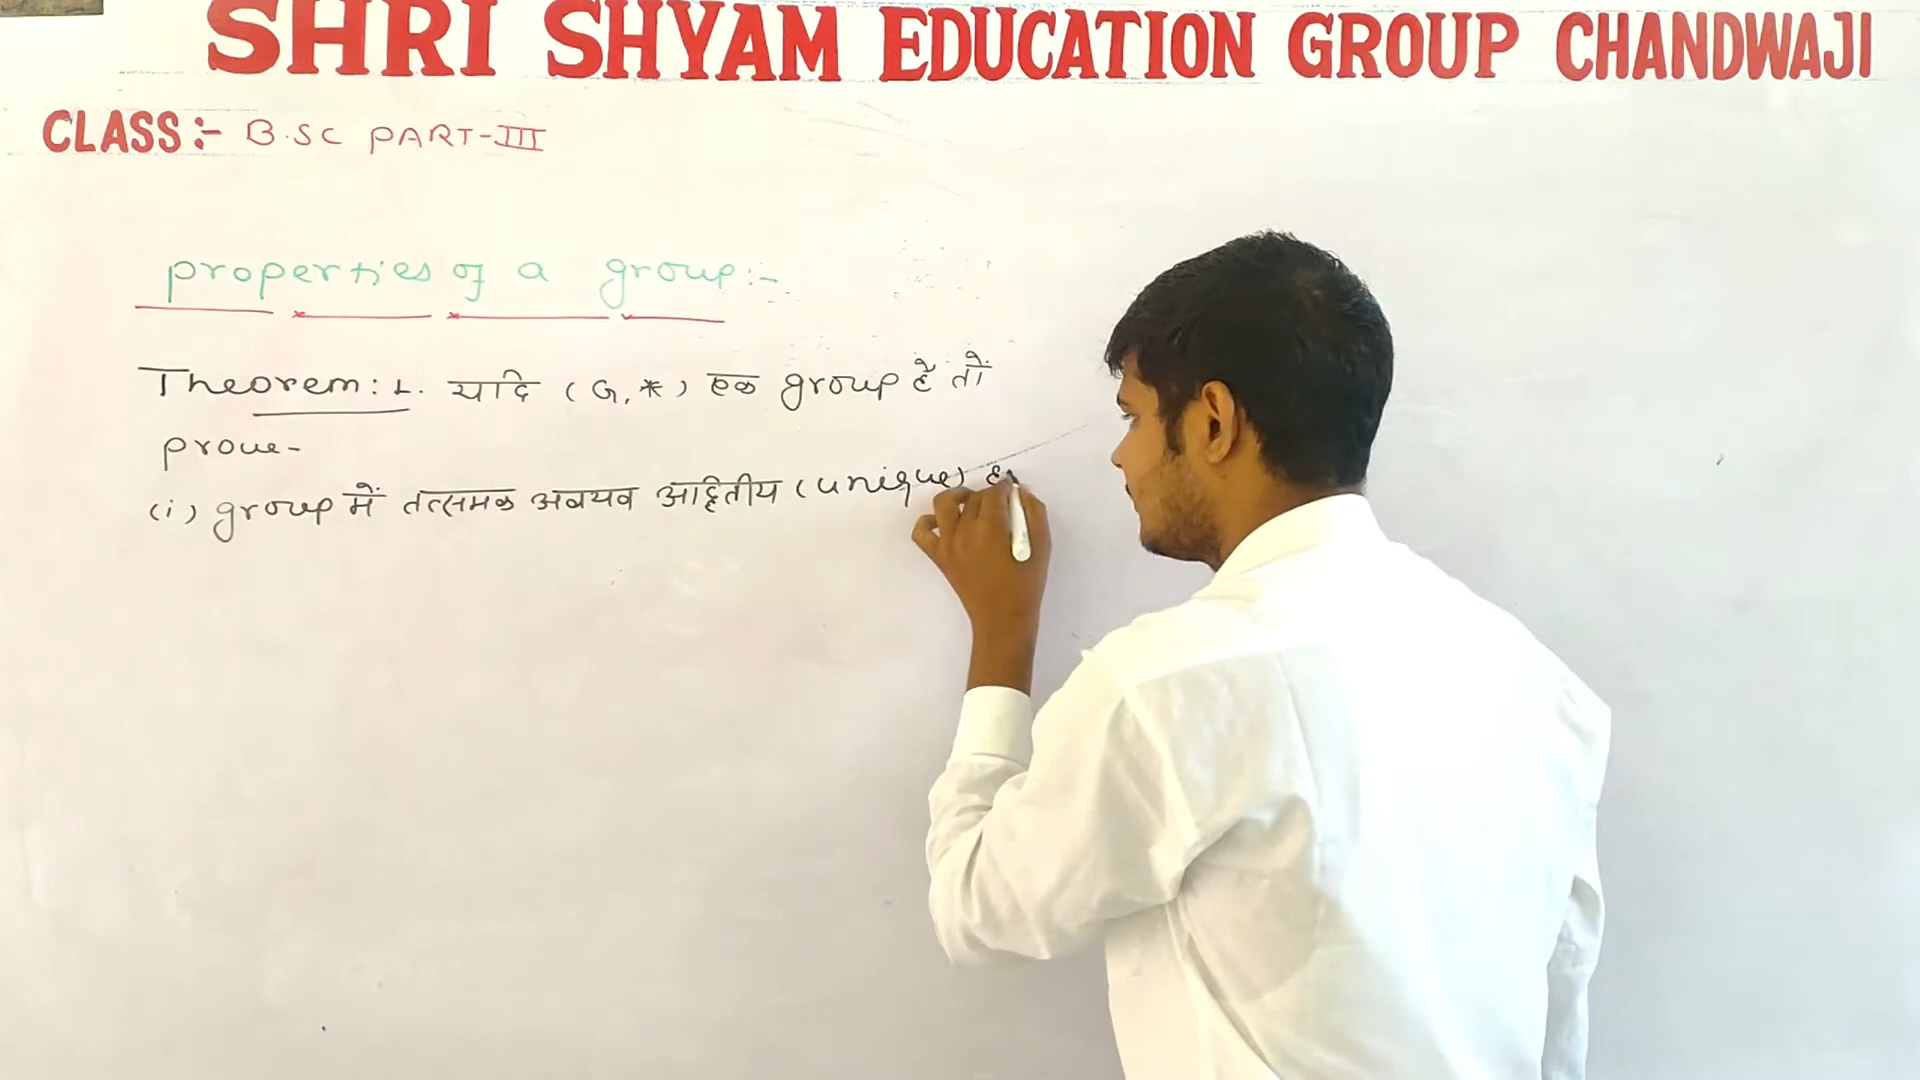 SHRI SHYAM EDUCATION GROUP CHANDWAJI
CLASS:- B.SC PART-III
properties of a group:-
Theorem: 1. यदि (G, *) एक group है तो
prove-
(i) group में तत्समक अवयव अद्वितीय (unique)